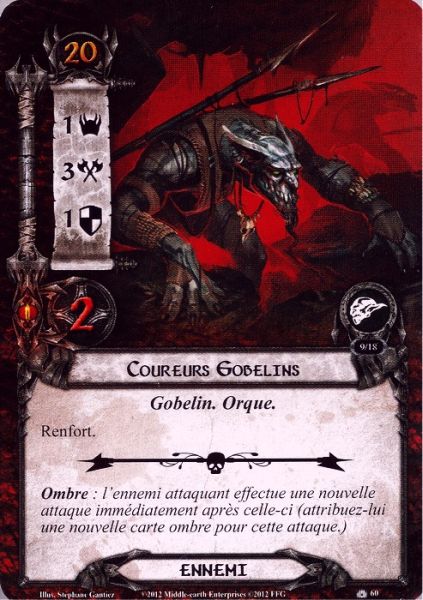 20
1
3
1
2
9/18
Coureurs Gobelins
Gobelin. Orque.
Renfort.
Ombre : l'ennemi attaquant effectue une nouvelle
attaque immédiatement après celle-ci (attribuez-lui
une nouvelle carte ombre pour cette attaque.)
ENNEMI
Illus. Stephane Gantiez ©2012 Middle-earth Enterprises ©2012 FFG 60